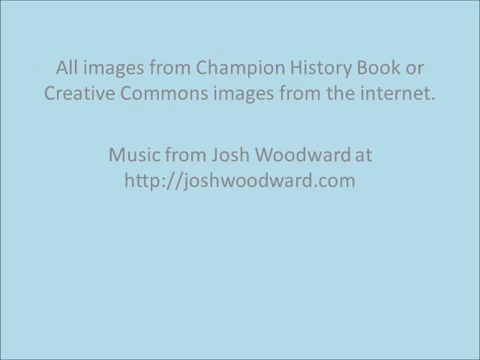 All images from Champion History Book or
Creative Commons images from the internet.
Music from Josh Woodward at
http://joshwoodward.com